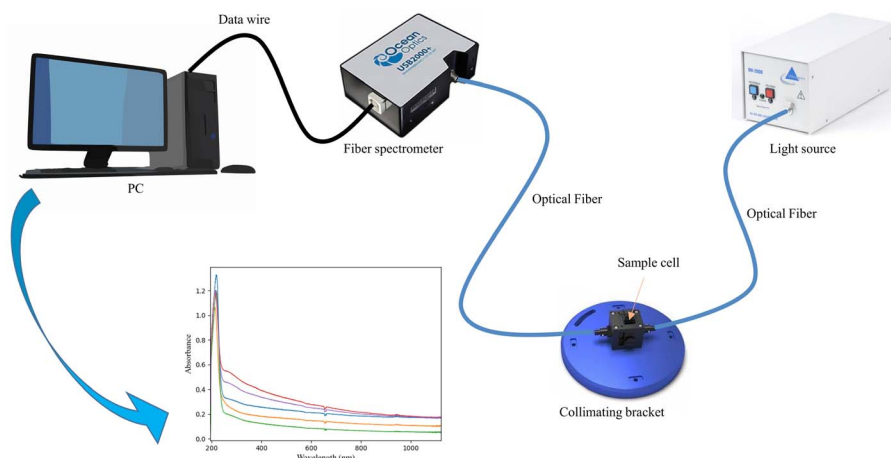 Data wire
Ocean
Optics
USB2000+
Fiber spectrometer
PC
Light source
Optical Fiber
Optical Fiber
Sample cell
Collimating bracket
1.2
1.0
0.8
0.6
0.4
0.2
0.0
Absorbance
200
400
600
800
1000
Wavelength (nm)